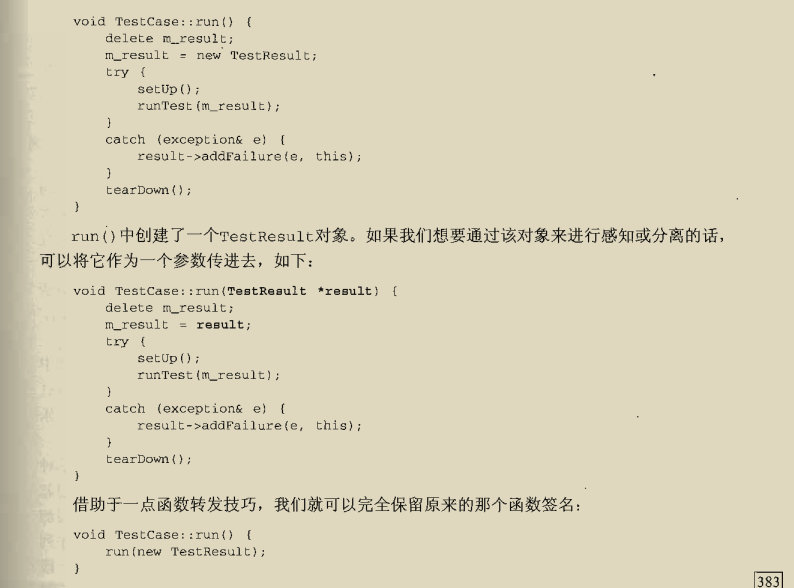 void TestCase::run() {
    delete m_result;
    m_result = new TestResult;
    try {
        setUp();
        runTest(m_result);
    }
    catch (exception& e) {
        result->addFailure(e, this);
    }
    tearDown();
}
run()中创建了一个TestResult对象。如果我们想要通过该对象来进行感知或分离的话，
可以将它作为一个参数传进去，如下：
void TestCase::run(TestResult *result) {
    delete m_result;
    m_result = result;
    try {
        setUp();
        runTest(m_result);
    }
    catch (exception& e) {
        result->addFailure(e, this);
    }
    tearDown();
}
借助于一点函数转发技巧，我们就可以完全保留原来的那个函数签名：
void TestCase::run() {
    run(new TestResult);
}
383